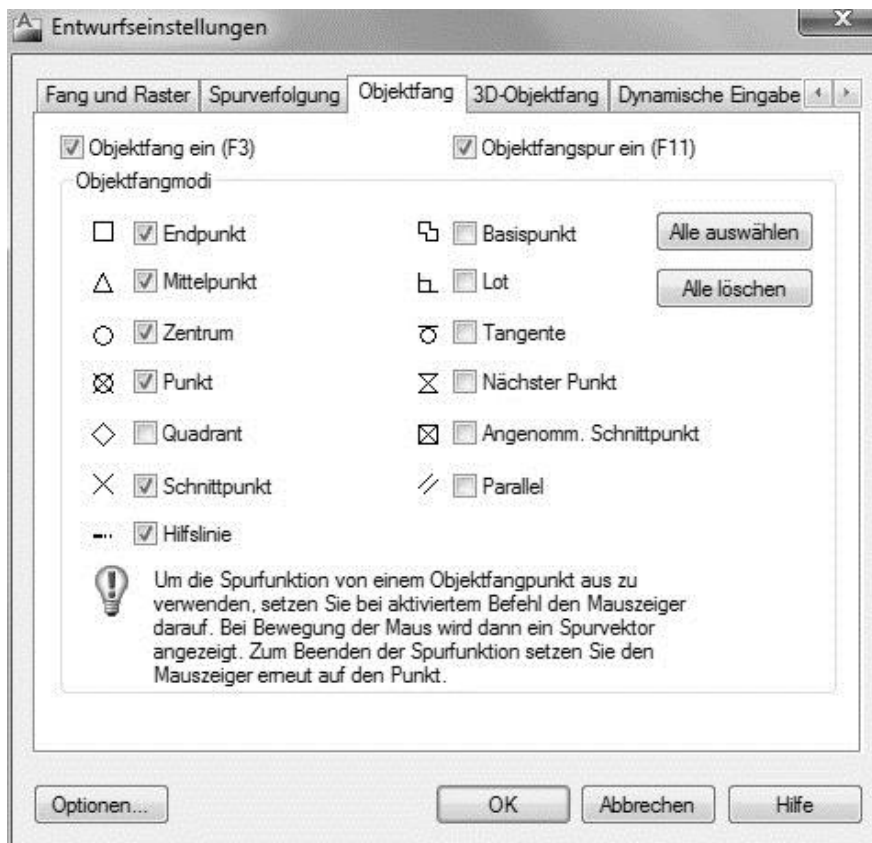 Entwurfseinstellungen
Fang und Raster Spurverfolgung Objektfang 3D-Objektfang Dynamische Eingabe
Objektfang ein (F3) Objektfangspur ein (F11)
Objektfangmodi
Endpunkt Basispunkt Alle auswählen
Mittelpunkt Lot Alle löschen
Zentrum Tangente
Punkt Nächster Punkt
Quadrant Angenomm. Schnittpunkt
Schnittpunkt Parallel
Hilfslinie
Um die Spurfunktion von einem Objektfangpunkt aus zu
verwenden, setzen Sie bei aktiviertem Befehl den Mauszeiger
darauf. Bei Bewegung der Maus wird dann ein Spurvektor
angezeigt. Zum Beenden der Spurfunktion setzen Sie den
Mauszeiger erneut auf den Punkt.
Optionen... OK Abbrechen Hilfe